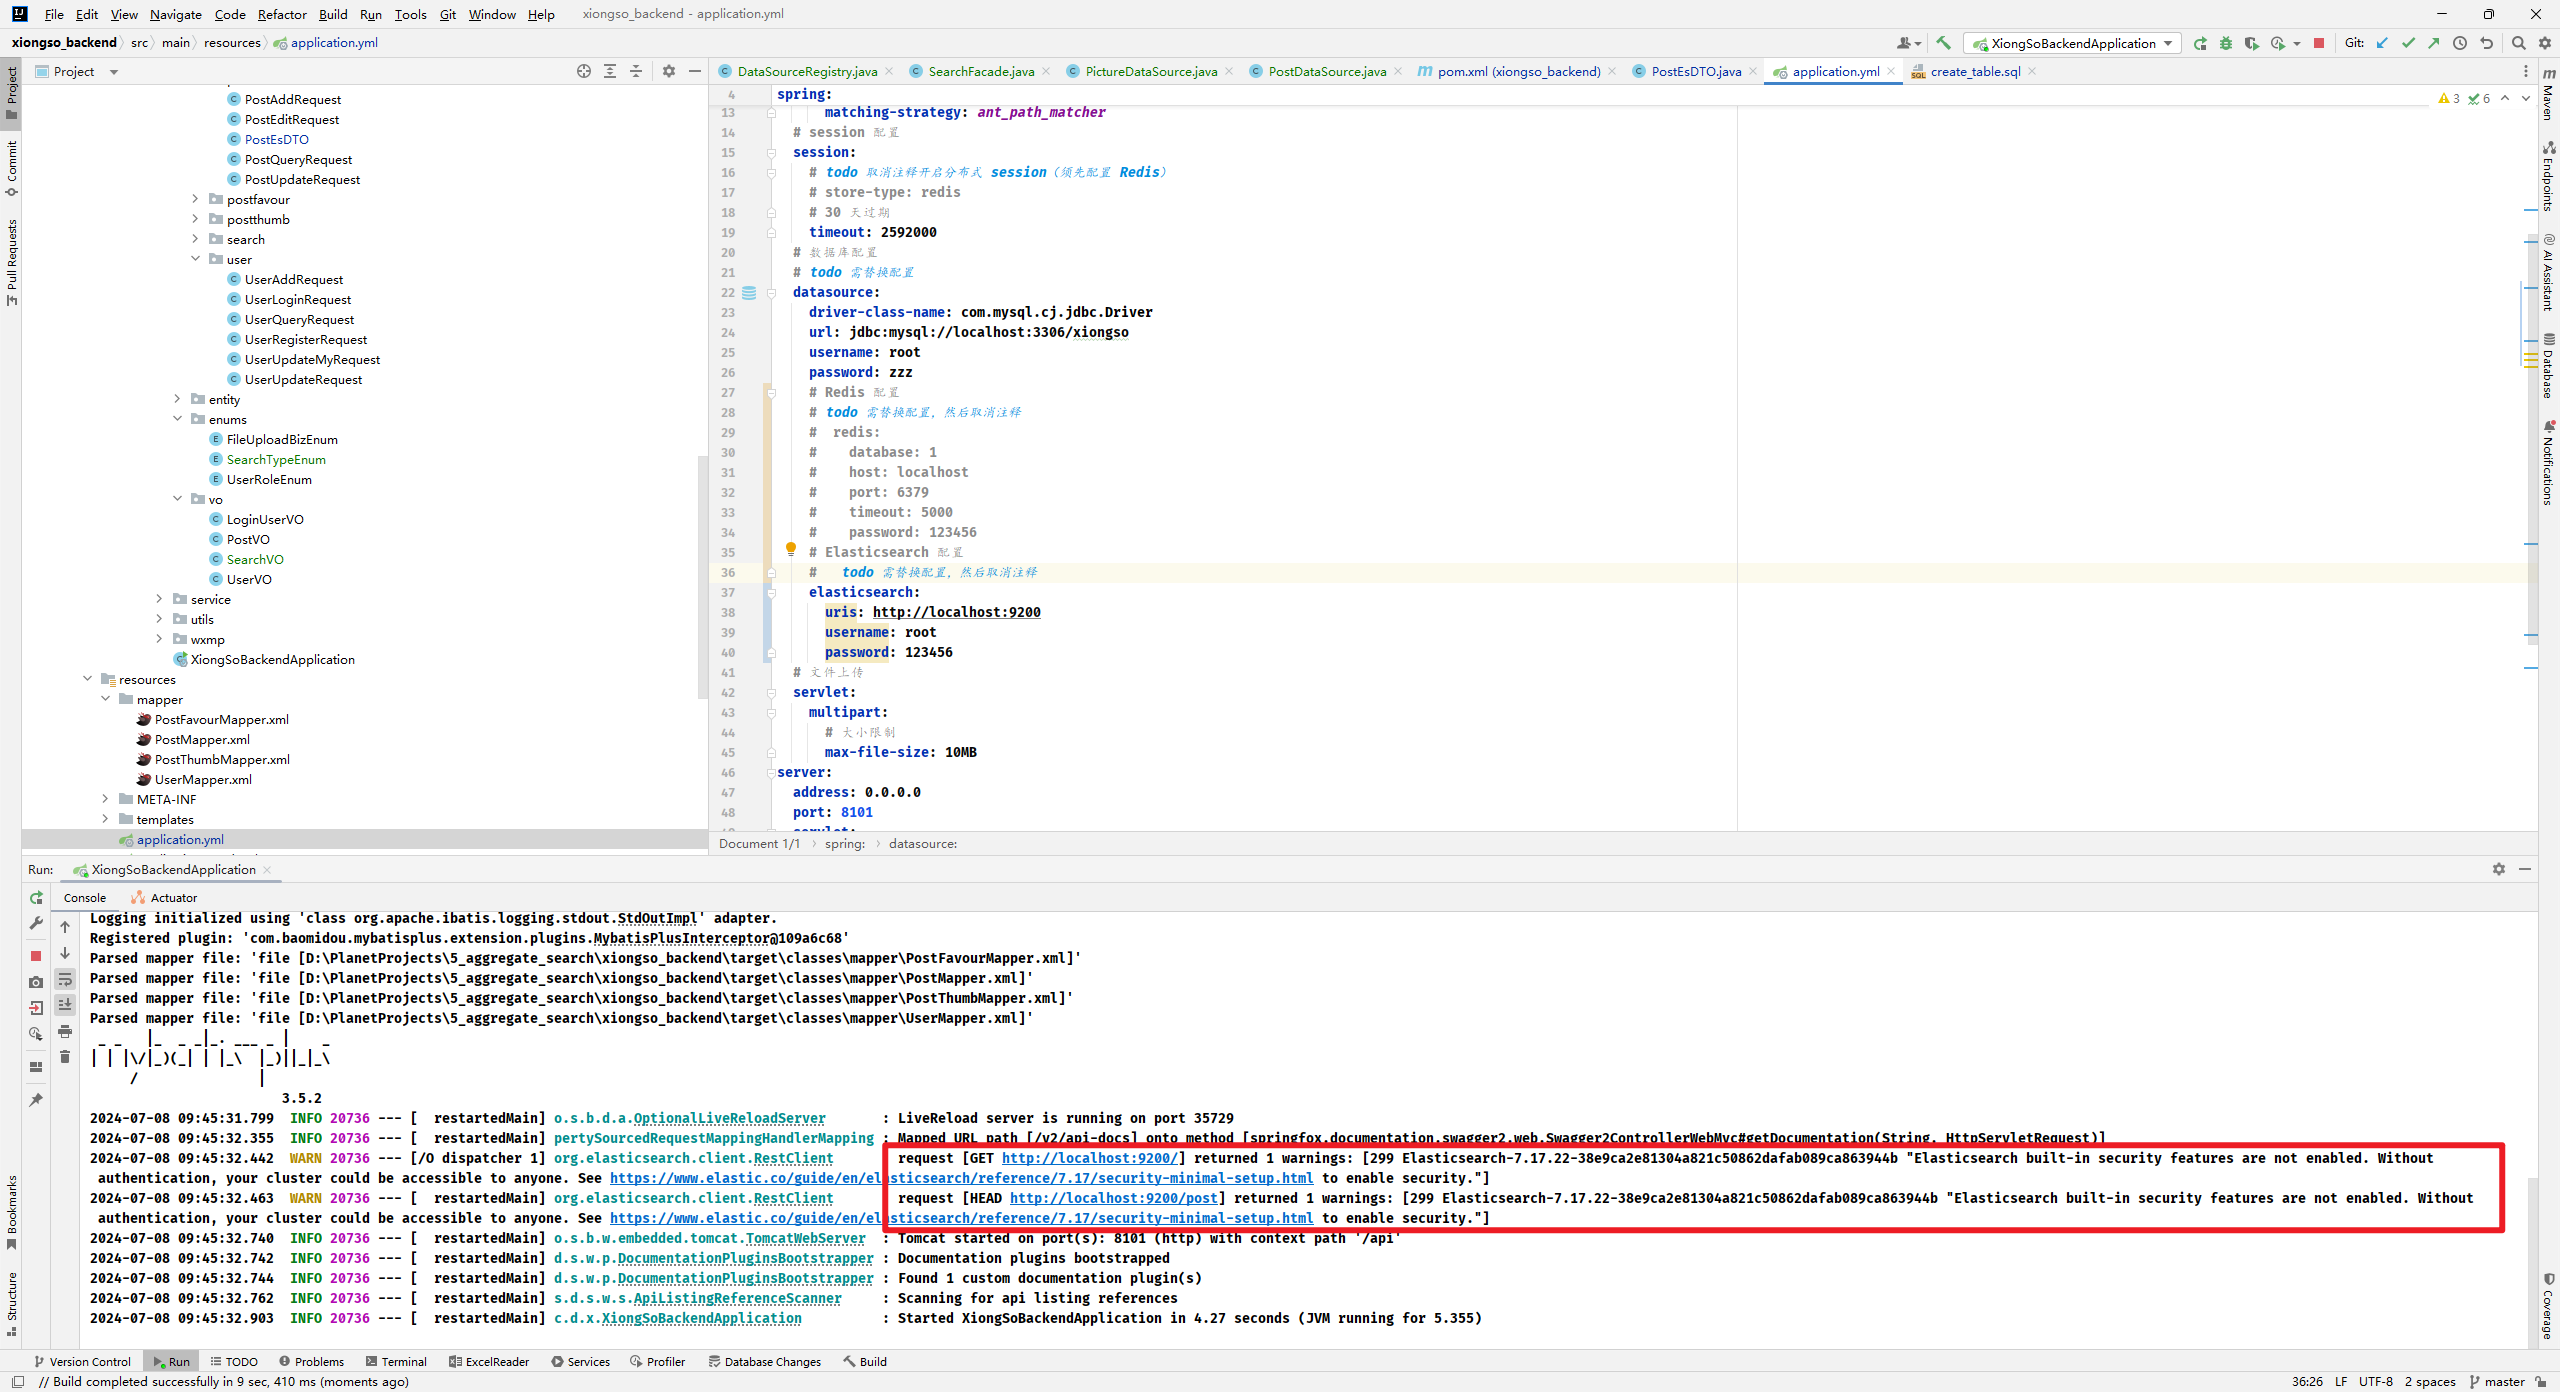 File Edit View Navigate Code Refactor Build Run Tools Git Window Help xiongso_backend - application.yml
xiongso_backend src main resources application.yml XiongSoBackendApplication Git:
Project DataSourceRegistry.java SearchFacade.java PictureDataSource.java PostDataSource.java pom.xml (xiongso_backend) PostEsDTO.java application.yml create_table.sql
Project
Commit
Pull Requests
Bookmarks
Structure
PostAddRequest
PostEditRequest
PostEsDTO
PostQueryRequest
PostUpdateRequest
postfavour
postthumb
search
user
UserAddRequest
UserLoginRequest
UserQueryRequest
UserRegisterRequest
UserUpdateMyRequest
UserUpdateRequest
entity
enums
FileUploadBizEnum
SearchTypeEnum
UserRoleEnum
vo
LoginUserVO
PostVO
SearchVO
UserVO
service
utils
wxmp
XiongSoBackendApplication
resources
mapper
PostFavourMapper.xml
PostMapper.xml
PostThumbMapper.xml
UserMapper.xml
META-INF
templates
application.yml
4 spring:
3 6
13 matching-strategy: ant_path_matcher
14 # session 配置
15 session:
16 # todo 取消注释开启分布式 session（须先配置 Redis）
17 # store-type: redis
18 # 30 天过期
19 timeout: 2592000
20 # 数据库配置
21 # todo 需替换配置
22 datasource:
23 driver-class-name: com.mysql.cj.jdbc.Driver
24 url: jdbc:mysql://localhost:3306/xiongso
25 username: root
26 password: zzz
27 # Redis 配置
28 # todo 需替换配置，然后取消注释
29 # redis:
30 # database: 1
31 # host: localhost
32 # port: 6379
33 # timeout: 5000
34 # password: 123456
35 # Elasticsearch 配置
36 # todo 需替换配置，然后取消注释
37 elasticsearch:
38 uris: http://localhost:9200
39 username: root
40 password: 123456
41 # 文件上传
42 servlet:
43 multipart:
44 # 大小限制
45 max-file-size: 10MB
46 server:
47 address: 0.0.0.0
48 port: 8101
Document 1/1 spring: datasource:
Maven
Endpoints
AI Assistant
Database
Notifications
Coverage
Run: XiongSoBackendApplication
Console Actuator
Logging initialized using 'class org.apache.ibatis.logging.stdout.StdOutImpl' adapter.
Registered plugin: 'com.baomidou.mybatisplus.extension.plugins.MybatisPlusInterceptor@109a6c68'
Parsed mapper file: 'file [D:\PlanetProjects\5_aggregate_search\xiongso_backend\target\classes\mapper\PostFavourMapper.xml]'
Parsed mapper file: 'file [D:\PlanetProjects\5_aggregate_search\xiongso_backend\target\classes\mapper\PostMapper.xml]'
Parsed mapper file: 'file [D:\PlanetProjects\5_aggregate_search\xiongso_backend\target\classes\mapper\PostThumbMapper.xml]'
Parsed mapper file: 'file [D:\PlanetProjects\5_aggregate_search\xiongso_backend\target\classes\mapper\UserMapper.xml]'
3.5.2
2024-07-08 09:45:31.799 INFO 20736 --- [ restartedMain] o.s.b.d.a.OptionalLiveReloadServer : LiveReload server is running on port 35729
2024-07-08 09:45:32.355 INFO 20736 --- [ restartedMain] pertySourcedRequestMappingHandlerMapping : Mapped URL path [/v2/api-docs] onto method [springfox.documentation.swagger2.web.Swagger2ControllerWebMvc#getDocumentation(String, HttpServletRequest)]
2024-07-08 09:45:32.442 WARN 20736 --- [/O dispatcher 1] org.elasticsearch.client.RestClient request [GET http://localhost:9200/] returned 1 warnings: [299 Elasticsearch-7.17.22-38e9ca2e81304a821c50862dafab089ca863944b "Elasticsearch built-in security features are not enabled. Without
authentication, your cluster could be accessible to anyone. See https://www.elastic.co/guide/en/elasticsearch/reference/7.17/security-minimal-setup.html to enable security."]
2024-07-08 09:45:32.463 WARN 20736 --- [ restartedMain] org.elasticsearch.client.RestClient request [HEAD http://localhost:9200/post] returned 1 warnings: [299 Elasticsearch-7.17.22-38e9ca2e81304a821c50862dafab089ca863944b "Elasticsearch built-in security features are not enabled. Without
authentication, your cluster could be accessible to anyone. See https://www.elastic.co/guide/en/elasticsearch/reference/7.17/security-minimal-setup.html to enable security."]
2024-07-08 09:45:32.740 INFO 20736 --- [ restartedMain] o.s.b.w.embedded.tomcat.TomcatWebServer : Tomcat started on port(s): 8101 (http) with context path '/api'
2024-07-08 09:45:32.742 INFO 20736 --- [ restartedMain] d.s.w.p.DocumentationPluginsBootstrapper : Documentation plugins bootstrapped
2024-07-08 09:45:32.744 INFO 20736 --- [ restartedMain] d.s.w.p.DocumentationPluginsBootstrapper : Found 1 custom documentation plugin(s)
2024-07-08 09:45:32.762 INFO 20736 --- [ restartedMain] s.d.s.w.s.ApiListingReferenceScanner : Scanning for api listing references
2024-07-08 09:45:32.903 INFO 20736 --- [ restartedMain] c.d.x.XiongSoBackendApplication : Started XiongSoBackendApplication in 4.27 seconds (JVM running for 5.355)
Version Control Run TODO Problems Terminal ExcelReader Services Profiler Database Changes Build
// Build completed successfully in 9 sec, 410 ms (moments ago) 36:26 LF UTF-8 2 spaces master